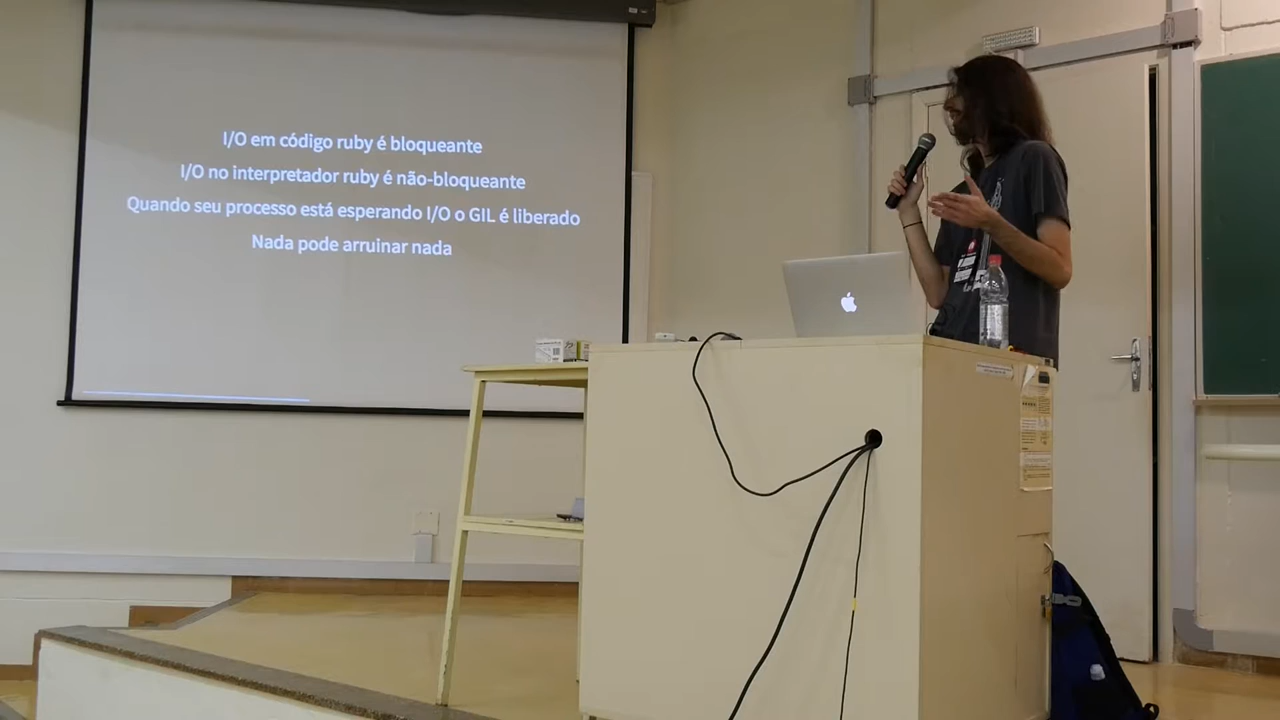 I/O em código ruby é bloqueante
I/O no interpretador ruby é não-bloqueante
Quando seu processo está esperando I/O o GIL é liberado
Nada pode arruinar nada